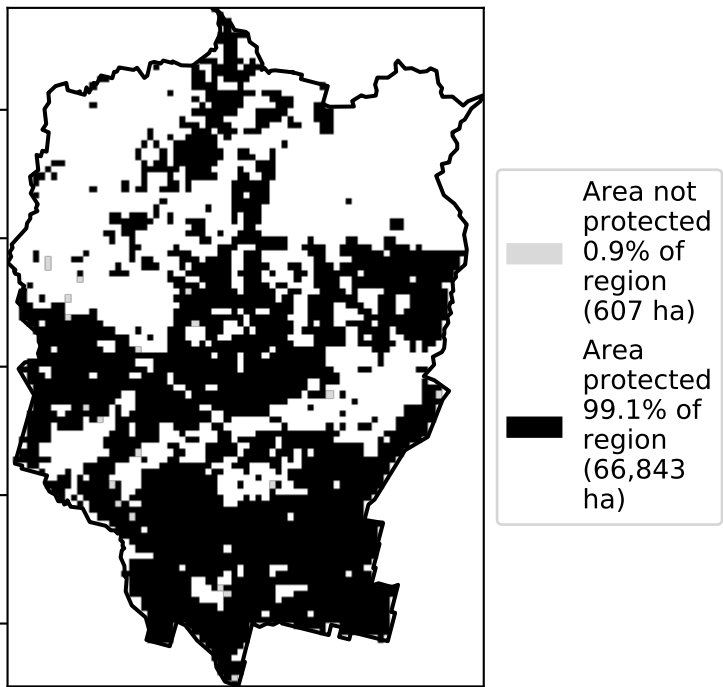 Area not
protected
0.9% of
region
(607 ha)
Area
protected
99.1% of
region
(66,843
ha)